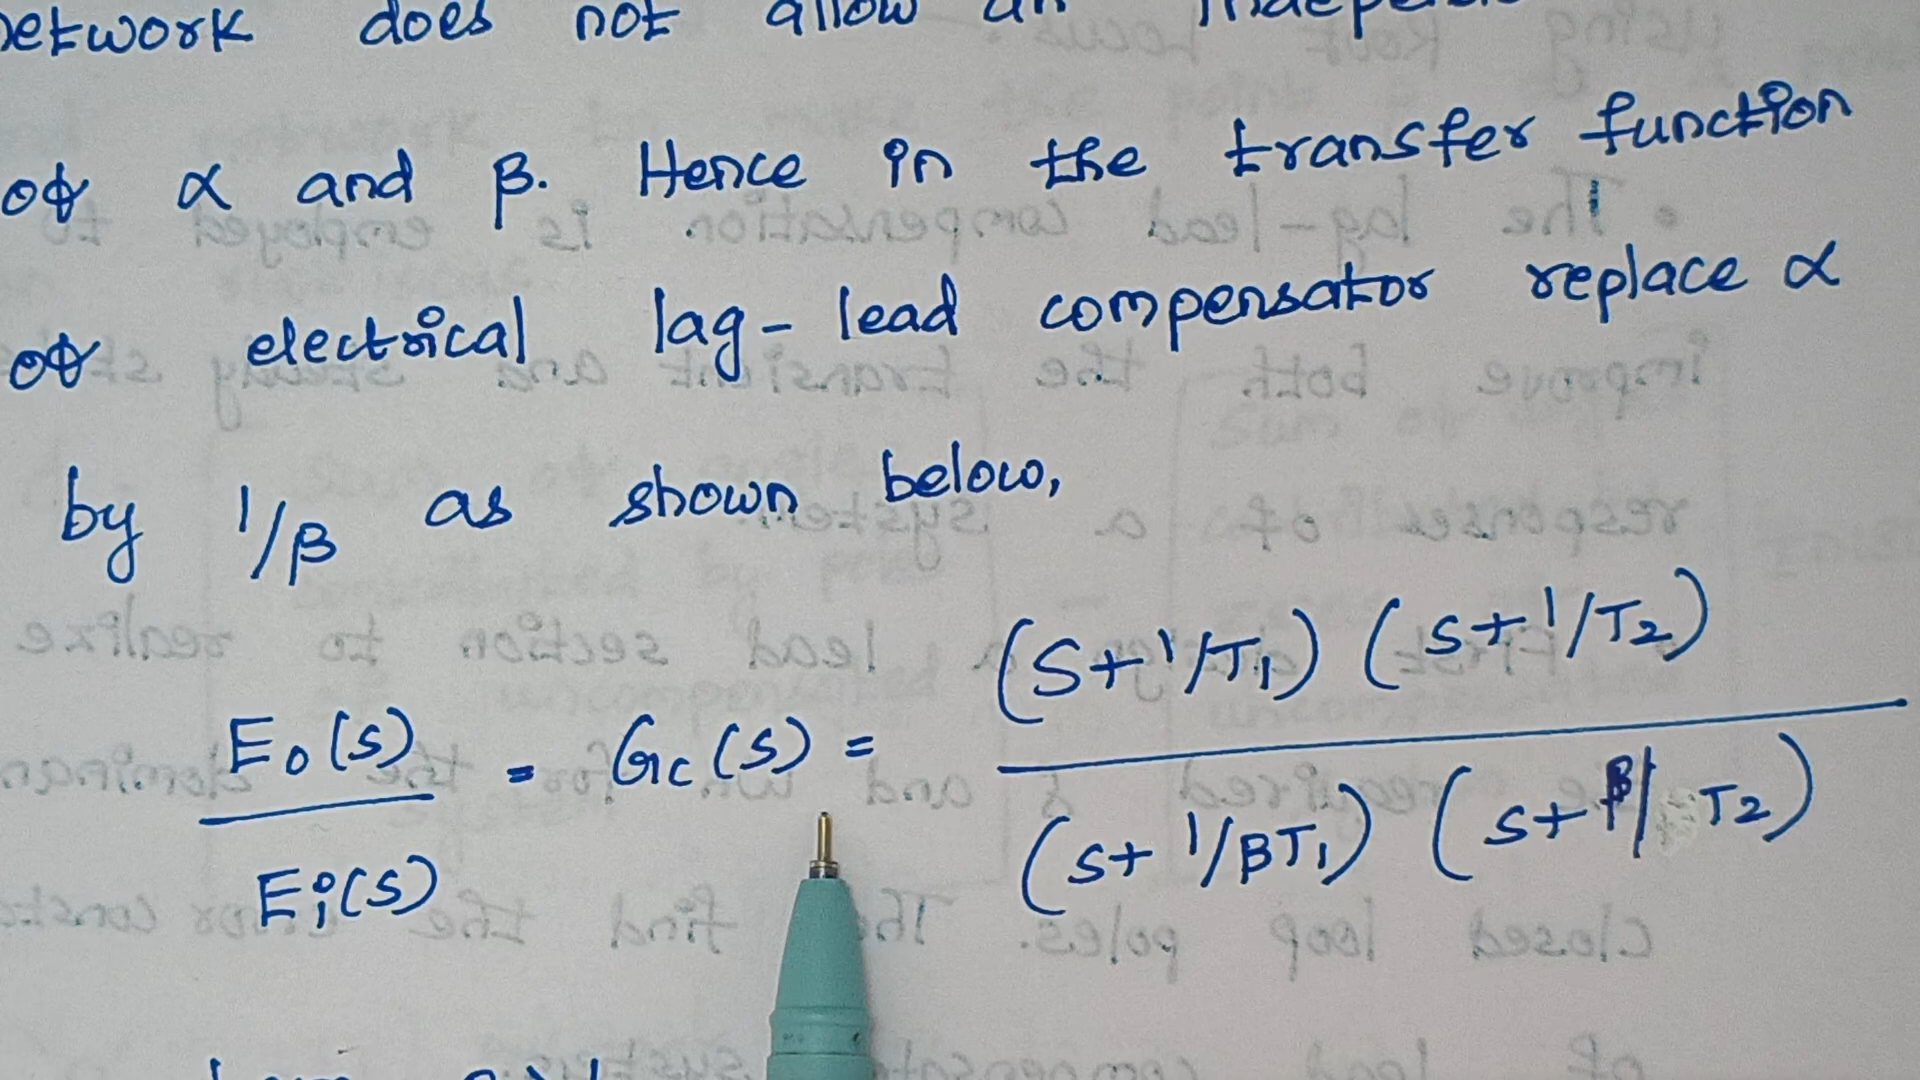 network does not allow an
of α and β. Hence in the transfer function
of electrical lag-lead compensator replace α
by 1/β as shown below,
E₀(s)/Eᵢ(s) = Gc(s) = (S+1/T₁) (S+1/T₂) / (S+1/βT₁) (S+β/T₂)